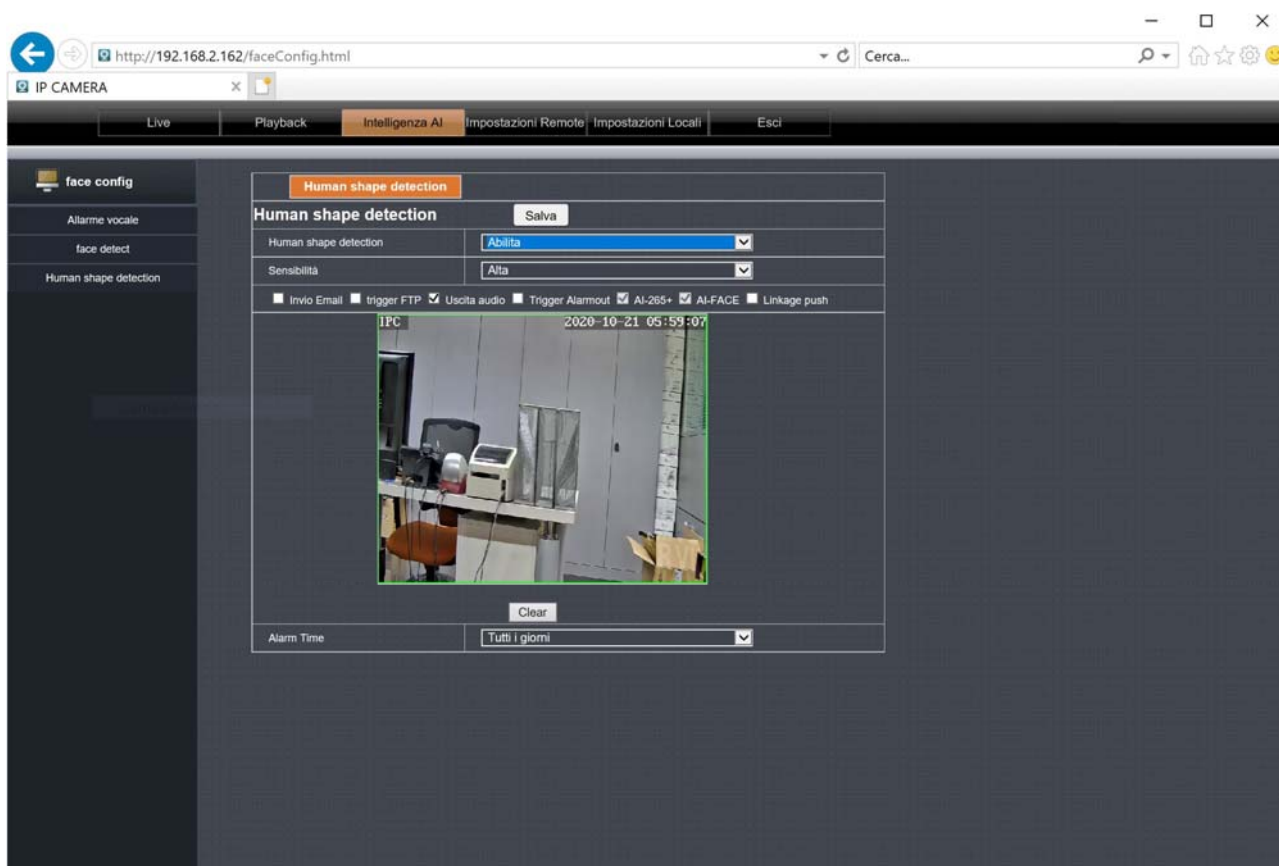 http://192.168.2.162/faceConfig.html
Cerca...
IP CAMERA
Live Playback Intelligenza AI Impostazioni Remote Impostazioni Locali Esci
face config
Allarme vocale
face detect
Human shape detection
Human shape detection
Human shape detection Salva
Human shape detection Abilita
Sensibilità Alta
Invio Email trigger FTP Uscita audio Trigger Alarmout AI-265+ AI-FACE Linkage push
IPC 2020-10-21 05:59:07
Clear
Alarm Time Tutti i giorni